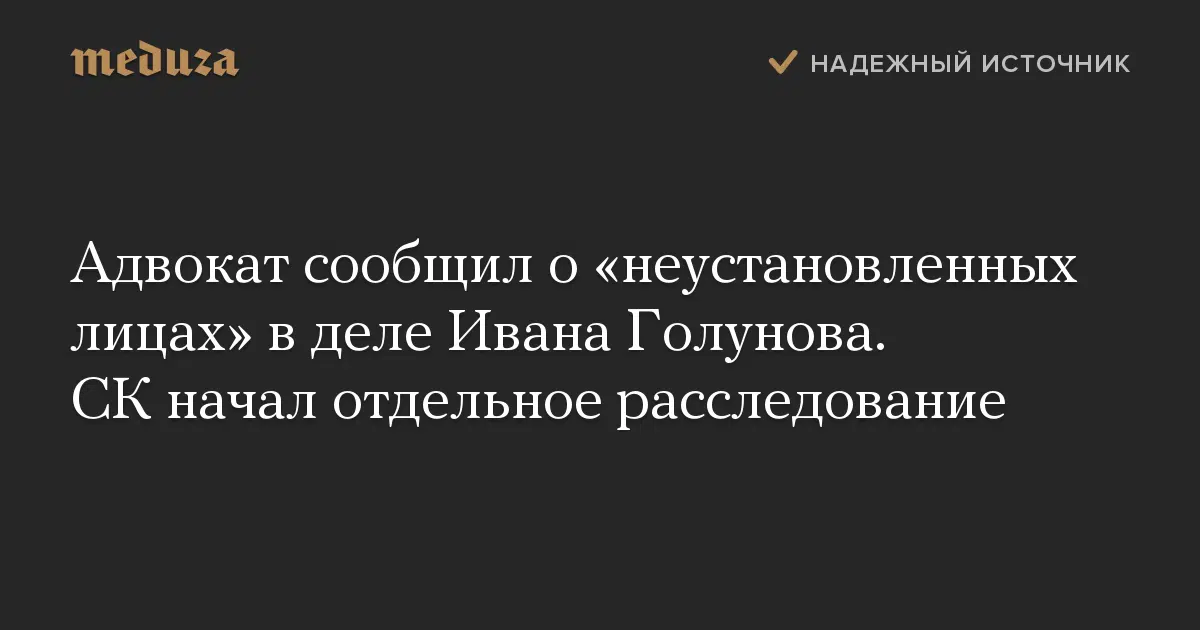 meduza
НАДЕЖНЫЙ ИСТОЧНИК
Адвокат сообщил о «неустановленных
лицах» в деле Ивана Голунова.
СК начал отдельное расследование